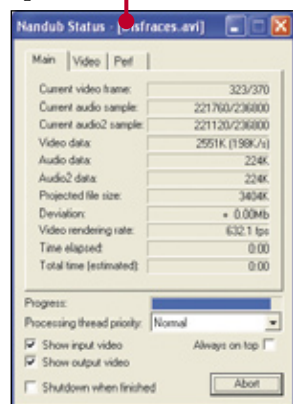 Nandub Status - [disfraces.avi]
Main Video Perf
Current video frame: 323/370
Current audio sample: 221760/236800
Current audio2 sample: 221120/236800
Video data: 2551K (198K/s)
Audio data: 224K
Audio2 data: 224K
Projected file size: 3404K
Deviation: + 0.00Mb
Video rendering rate: 632.1 fps
Time elapsed: 0:00
Total time (estimated): 0:00
Progress:
Processing thread priority: Normal
Show input video Always on top
Show output video
Shutdown when finished Abort